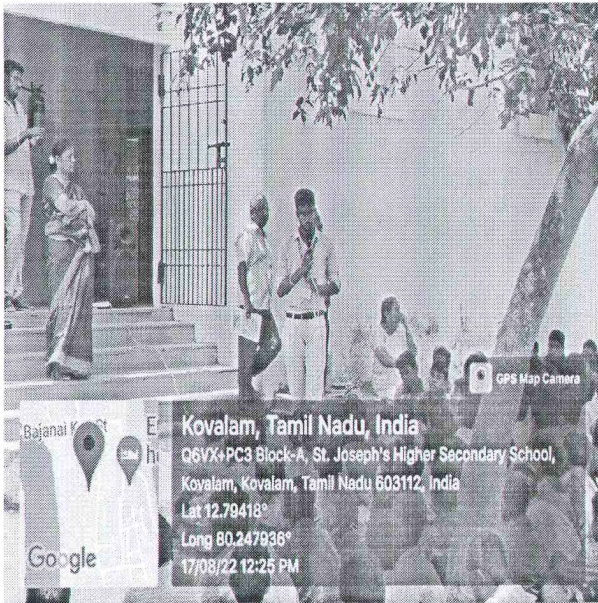 GPS Map Camera
Kovalam, Tamil Nadu, India
Q6VX+PC3 Block-A, St. Joseph's Higher Secondary School,
Kovalam, Kovalam, Tamil Nadu 603112, India
Lat 12.79418°
Long 80.247936°
17/08/22 12:25 PM
Bajanai
Google